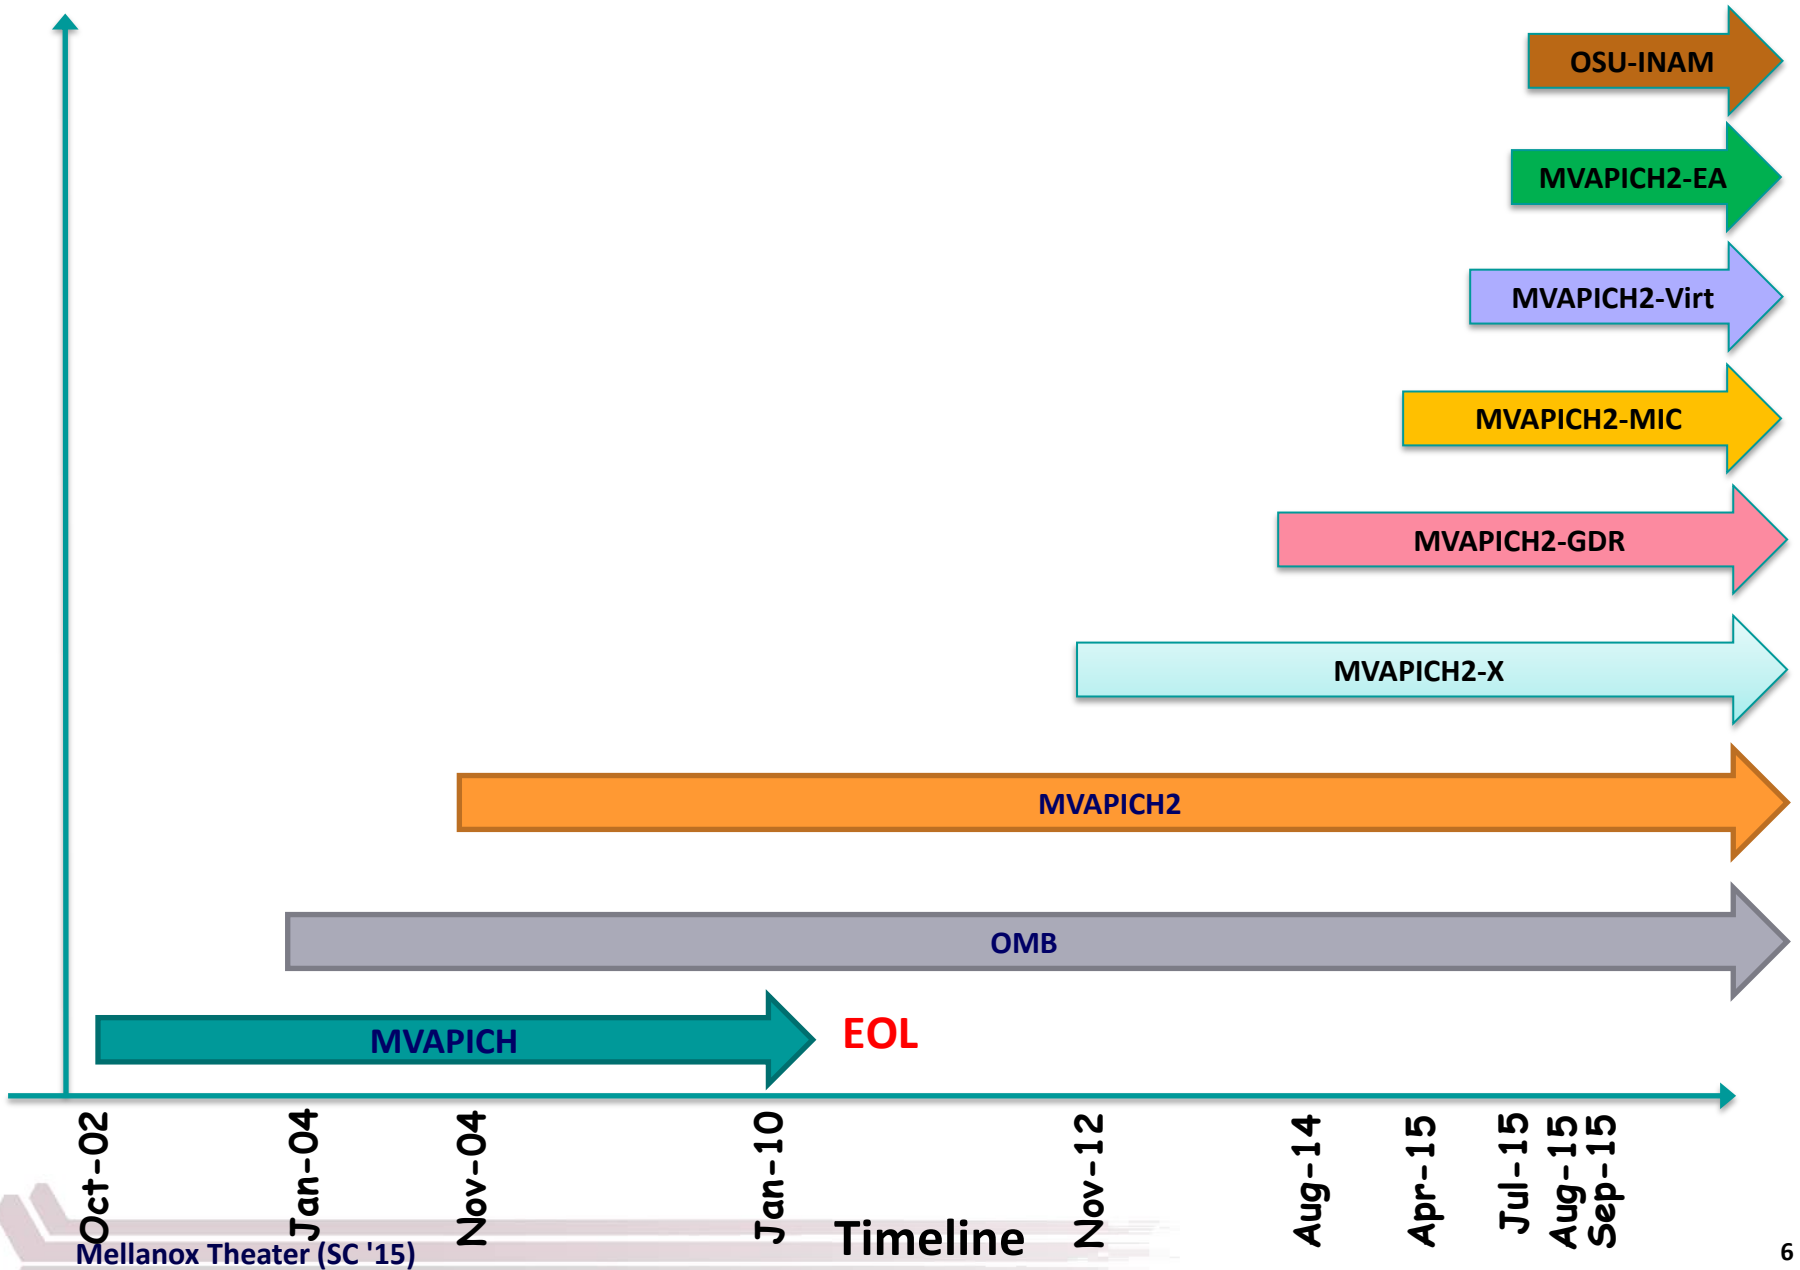 OSU-INAM
MVAPICH2-EA
MVAPICH2-Virt
MVAPICH2-MIC
MVAPICH2-GDR
MVAPICH2-X
MVAPICH2
OMB
MVAPICH
EOL
Oct-02
Jan-04
Nov-04
Jan-10
Nov-12
Aug-14
Apr-15
Jul-15
Aug-15
Sep-15
Timeline
Mellanox Theater (SC '15)
6